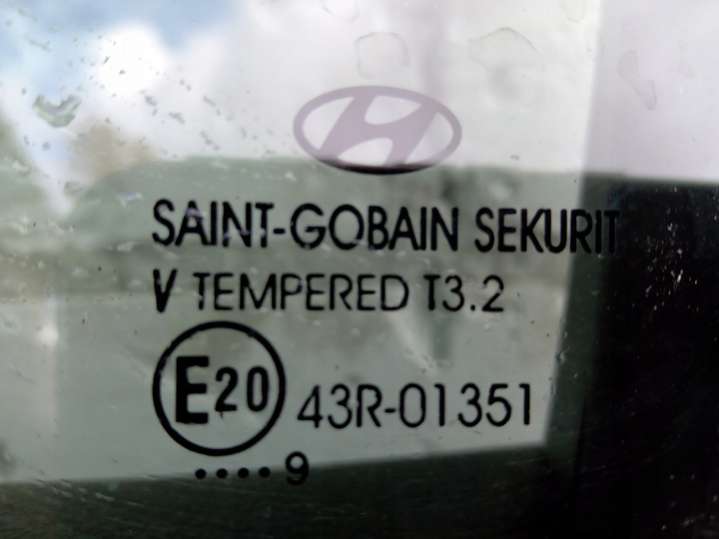 SAINT-GOBAIN SEKURIT
V TEMPERED T3.2
E20 43R-01351
....9